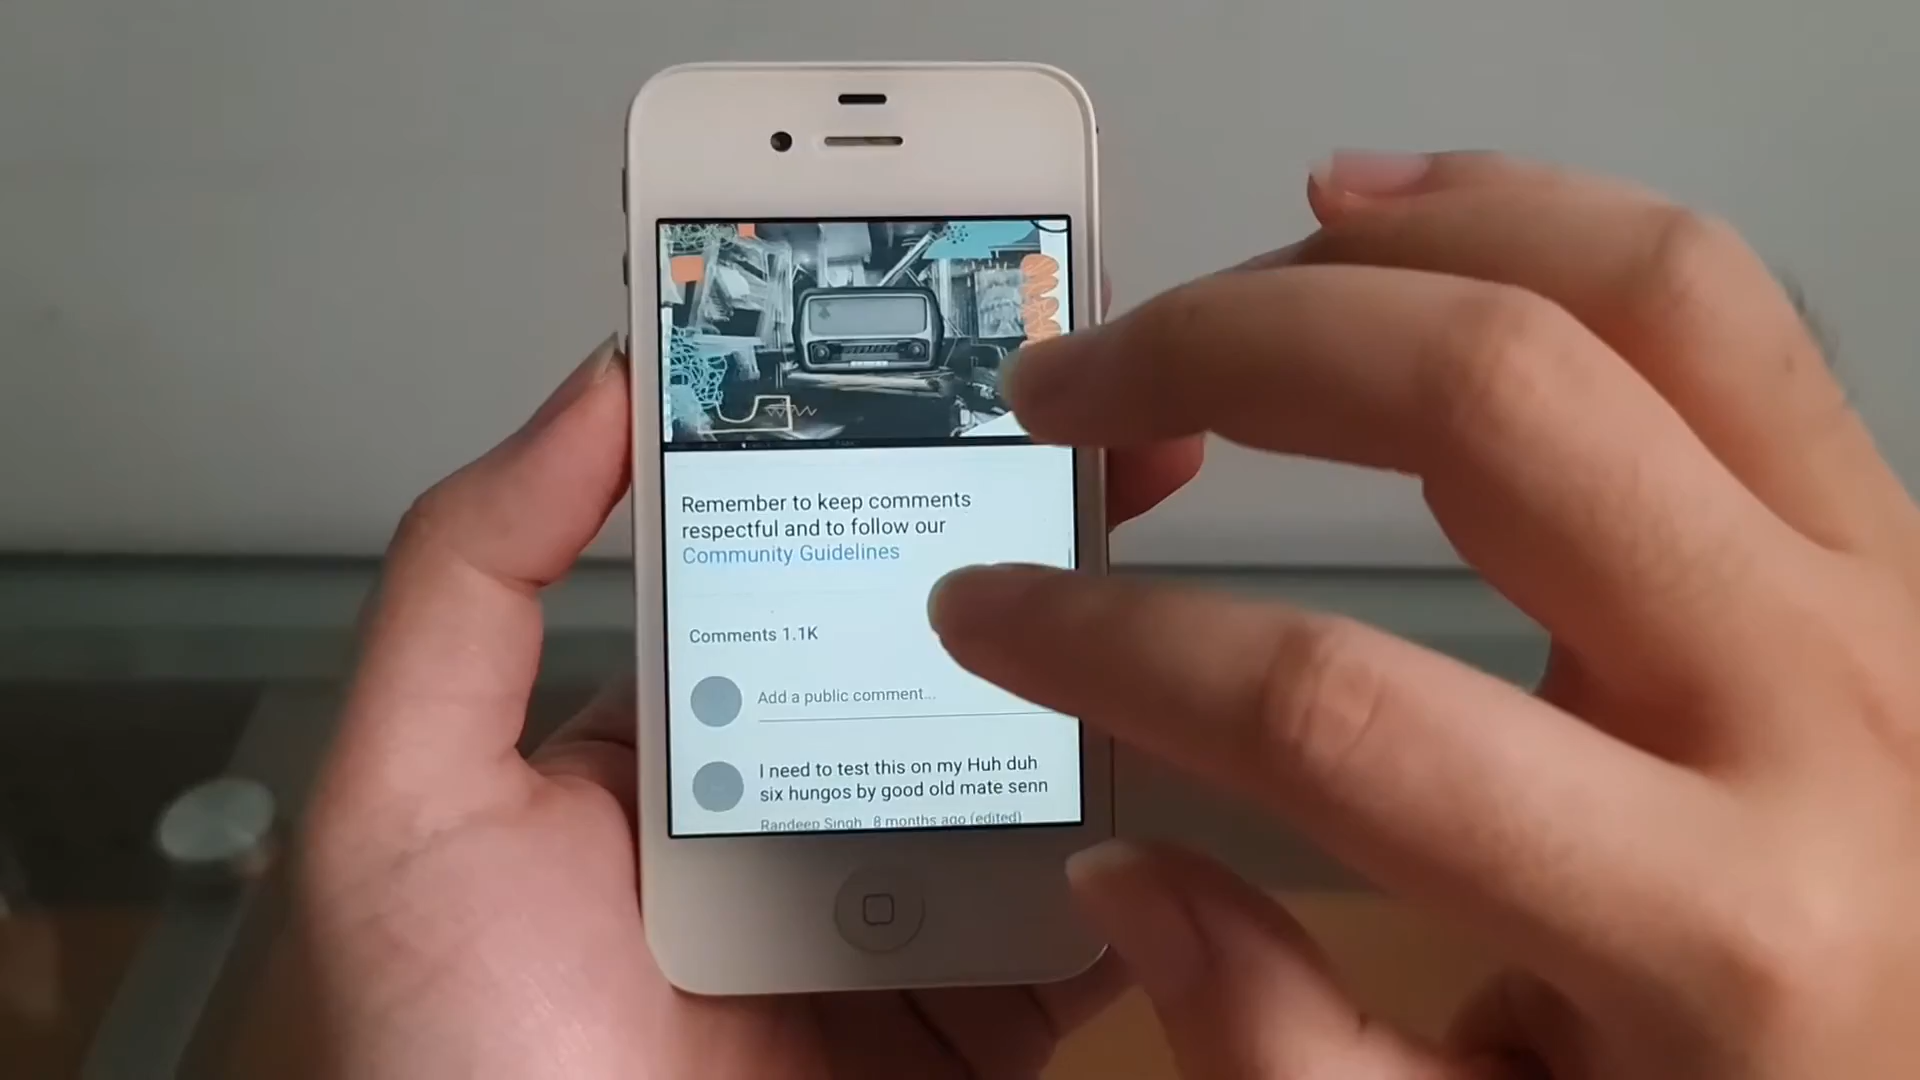 Remember to keep comments
respectful and to follow our
Community Guidelines
Comments 1.1K
Add a public comment...
I need to test this on my Huh duh
six hungos by good old mate senn
Randeep Singh 8 months ago (edited)